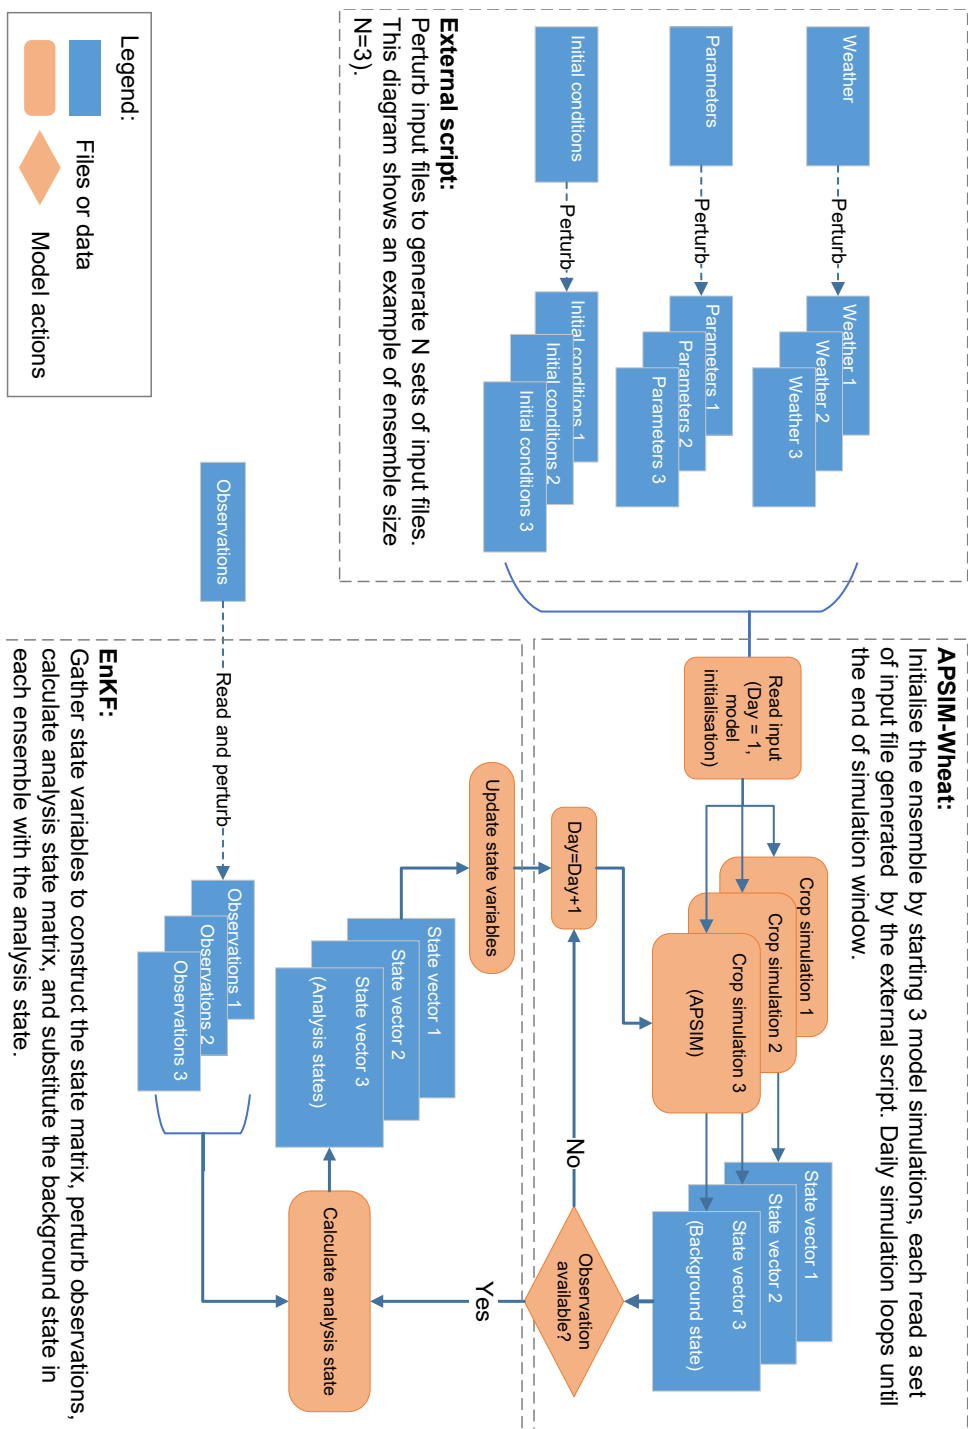 Weather
Perturb
Weather 1
Weather 2
Weather 3
Parameters
Perturb
Parameters 1
Parameters 2
Parameters 3
Initial conditions
Perturb
Initial conditions 1
Initial conditions 2
Initial conditions 3
External script:
Perturb input files to generate N sets of input files.
This diagram shows an example of ensemble size
N=3).
APSIM-Wheat:
Initialise the ensemble by starting 3 model simulations, each read a set
of input file generated by the external script. Daily simulation loops until
the end of simulation window.
Read input
(Day = 1,
model
initialisation)
Crop simulation 1
Crop simulation 2
Crop simulation 3
(APSIM)
State vector 1
State vector 2
State vector 3
(Background state)
Day=Day+1
No
Observation
available?
Yes
Update state
variables
State vector 1
State vector 2
State vector 3
(Analysis states)
Calculate analysis state
Observations
Read and perturb
Observations 1
Observations 2
Observations 3
EnKF:
Gather state variables to construct the state matrix, perturb observations,
calculate analysis state matrix, and substitute the background state in
each ensemble with the analysis state.
Legend:
Files or data
Model actions